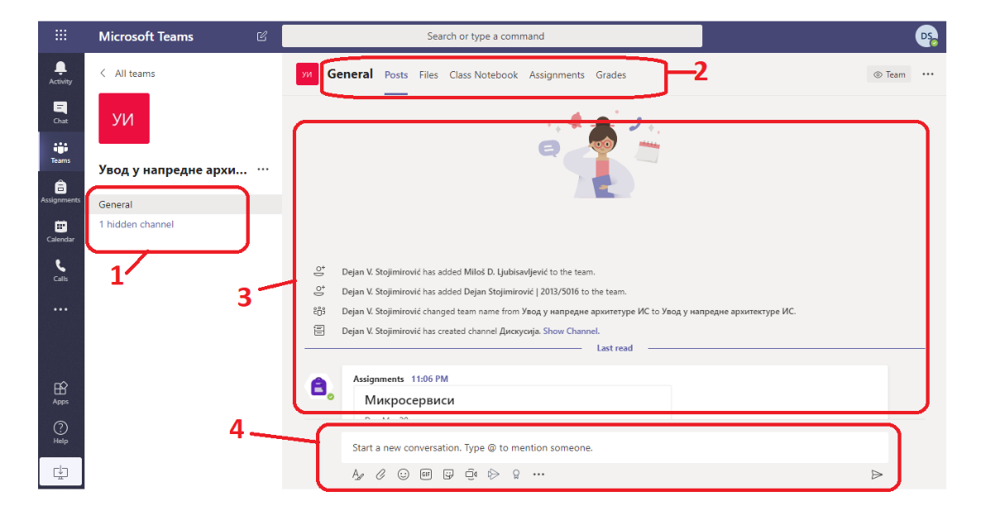 Microsoft Teams
Search or type a command
DS
Activity
Chat
Teams
Assignments
Calendar
Calls
Apps
Help
All teams
УИ
Увод у напредне архи... ...
General
1 hidden channel
1
УИ General Posts Files Class Notebook Assignments Grades
2
Team ...
3
Dejan V. Stojimirović has added Miloš D. Ljubisavljević to the team.
Dejan V. Stojimirović has added Dejan Stojimirović | 2013/5016 to the team.
Dejan V. Stojimirović changed team name from Увод у напредне архитетуре ИС to Увод у напредне архитектуре ИС.
Dejan V. Stojimirović has created channel Дискусија. Show Channel.
Last read
Assignments 11:06 PM
Микросервиси
4
Start a new conversation. Type @ to mention someone.
GIF